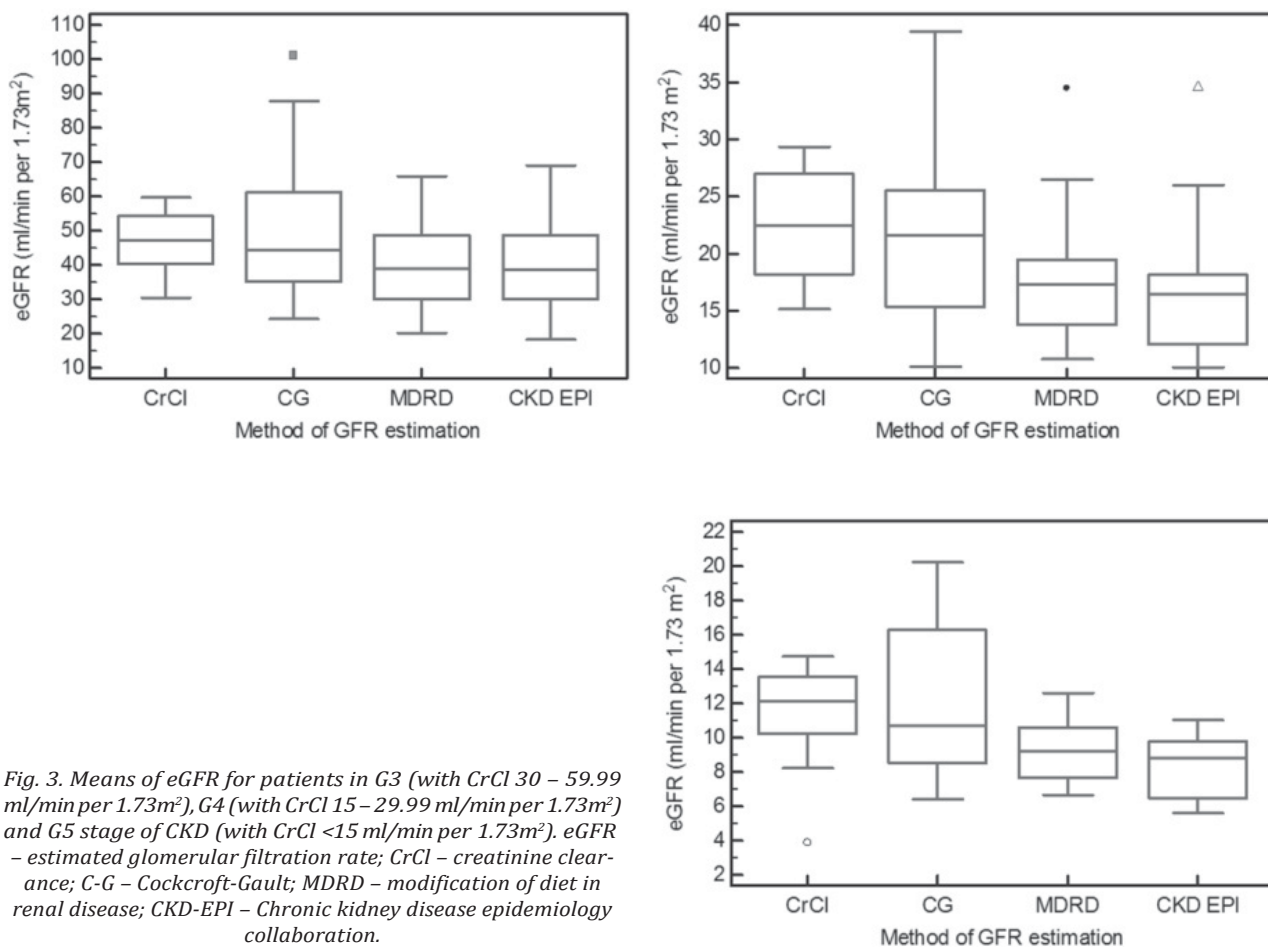 110
100
90
80
70
60
50
40
30
20
10
eGFR (ml/min per 1.73m²)
CrCl CG MDRD CKD EPI
Method of GFR estimation
40
35
30
25
20
15
10
eGFR (ml/min per 1.73 m²)
CrCl CG MDRD CKD EPI
Method of GFR estimation
22
20
18
16
14
12
10
8
6
4
2
eGFR (ml/min per 1.73 m²)
CrCl CG MDRD CKD EPI
Method of GFR estimation
Fig. 3. Means of eGFR for patients in G3 (with CrCl 30 – 59.99
ml/min per 1.73m²), G4 (with CrCl 15 – 29.99 ml/min per 1.73m²)
and G5 stage of CKD (with CrCl <15 ml/min per 1.73m²). eGFR
– estimated glomerular filtration rate; CrCl – creatinine clear-
ance; C-G – Cockcroft-Gault; MDRD – modification of diet in
renal disease; CKD-EPI – Chronic kidney disease epidemiology
collaboration.